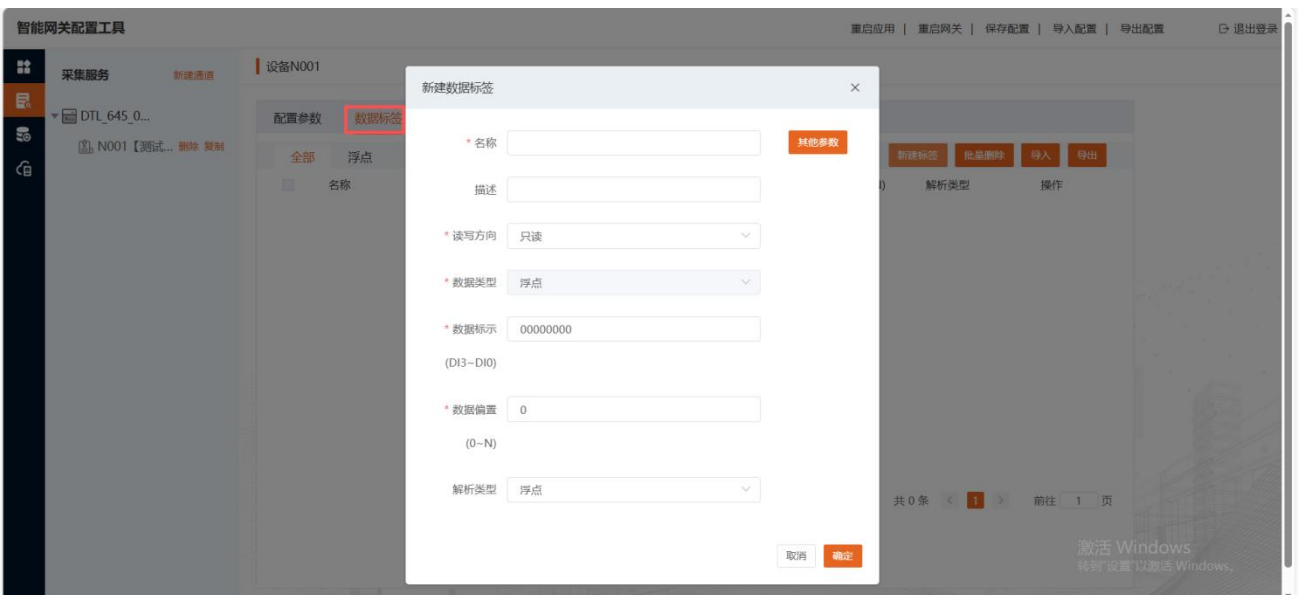 智能网关配置工具
重启应用 | 重启网关 | 保存配置 | 导入配置 | 导出配置 退出登录
采集服务 新建通道
设备N001
DTL_645_0...
N001【测试... 删除 复制
配置参数 数据标签
全部 浮点
新建标签 批量删除 导入 导出
名称
) 解析类型 操作
新建数据标签 ×
* 名称 其他参数
描述
* 读写方向 只读
* 数据类型 浮点
* 数据标示 00000000
(DI3~DI0)
* 数据偏置 0
(0~N)
解析类型 浮点
取消 确定
共 0 条 < 1 > 前往 1 页
激活 Windows
转到"设置"以激活 Windows。